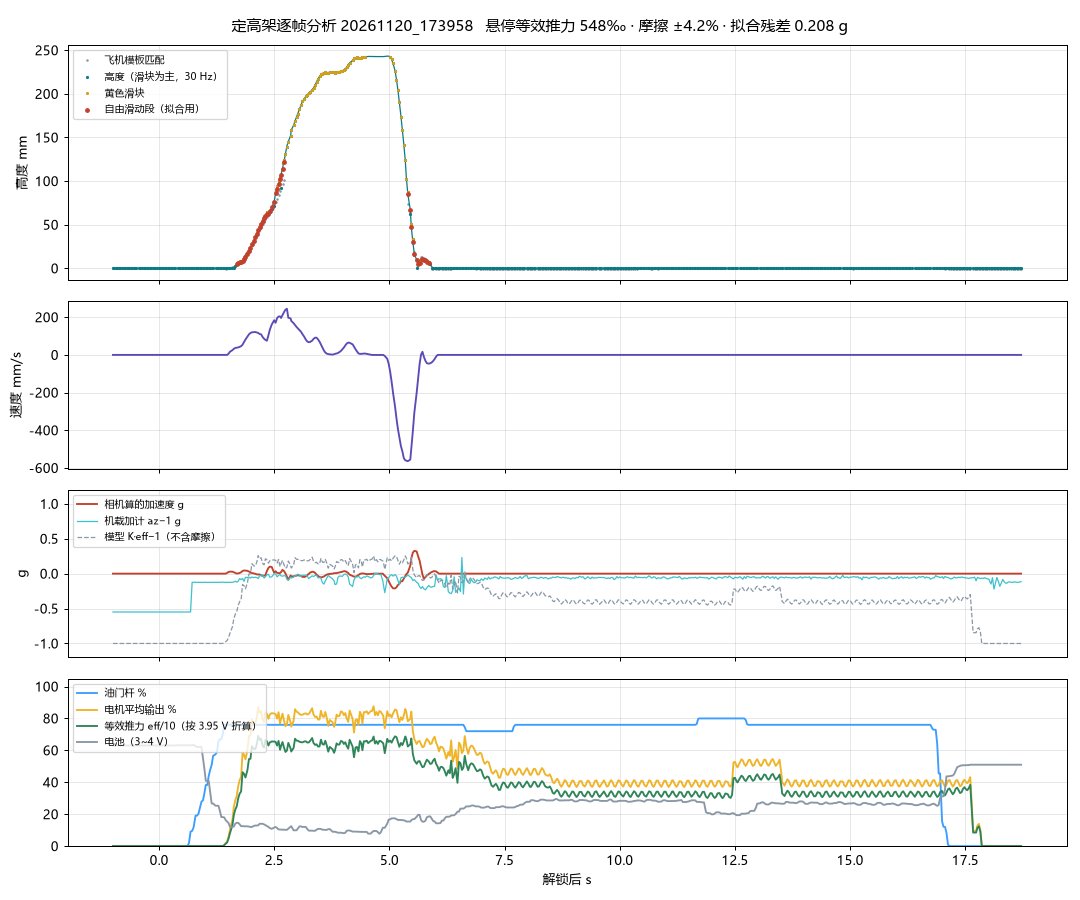 定高架逐帧分析 20261120_173958 悬停等效推力 548‰ · 摩擦 ±4.2% · 拟合残差 0.208 g
250
200
150
100
50
0
高度 mm
飞机模板匹配
高度（滑块为主，30 Hz）
黄色滑块
自由滑动段（拟合用）
200
0
-200
-400
-600
速度 mm/s
1.0
0.5
0.0
-0.5
-1.0
g
相机算的加速度 g
机载加计 az−1 g
模型 K·eff−1（不含摩擦）
100
80
60
40
20
0
油门杆 %
电机平均输出 %
等效推力 eff/10（按 3.95 V 折算）
电池（3~4 V）
0.0
2.5
5.0
7.5
10.0
12.5
15.0
17.5
解锁后 s